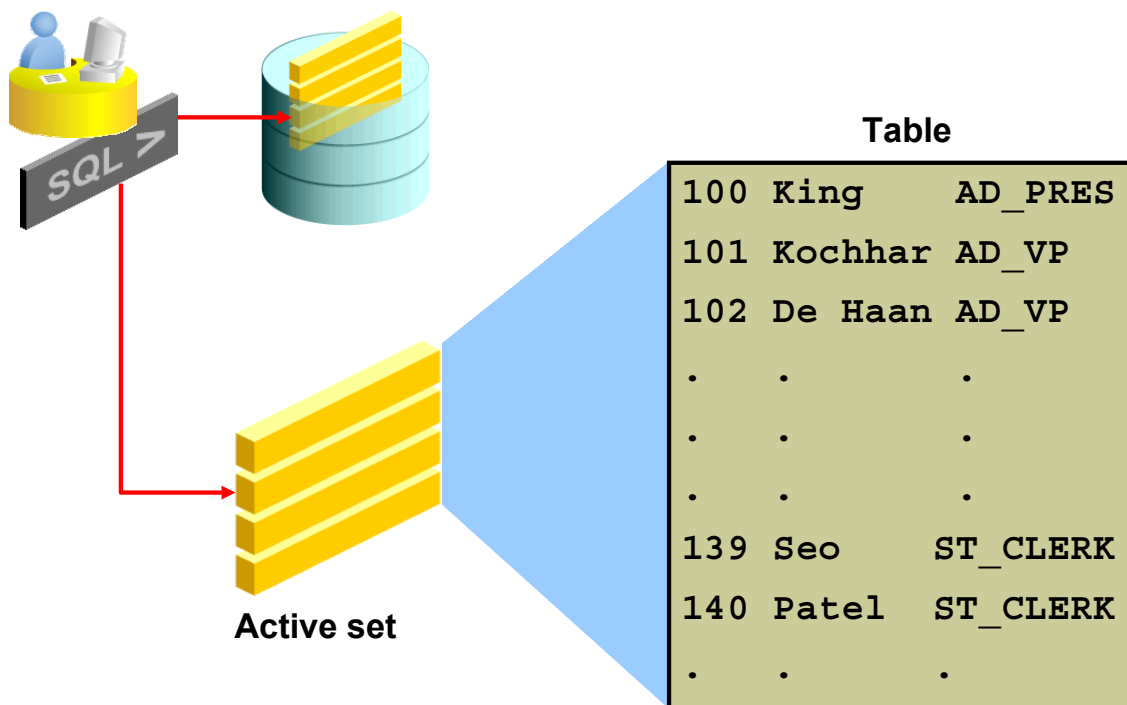 SQL >
Table
100 King AD_PRES
101 Kochhar AD_VP
102 De Haan AD_VP
. . .
. . .
. . .
139 Seo ST_CLERK
140 Patel ST_CLERK
. . .
Active set